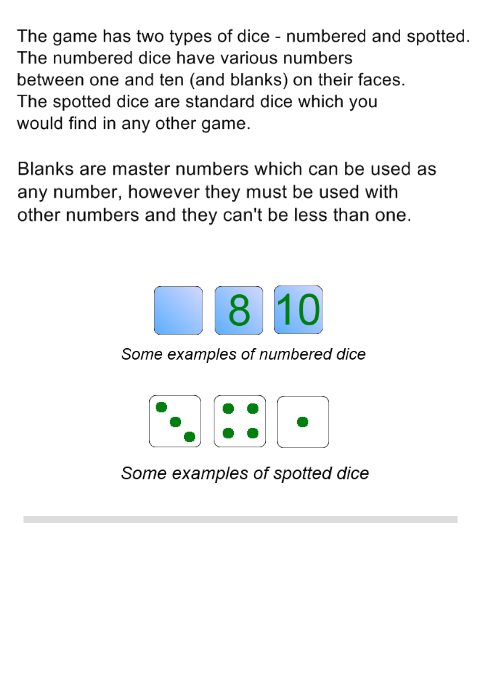 The game has two types of dice - numbered and spotted.
The numbered dice have various numbers
between one and ten (and blanks) on their faces.
The spotted dice are standard dice which you
would find in any other game.
Blanks are master numbers which can be used as
any number, however they must be used with
other numbers and they can't be less than one.
8 10
Some examples of numbered dice
Some examples of spotted dice